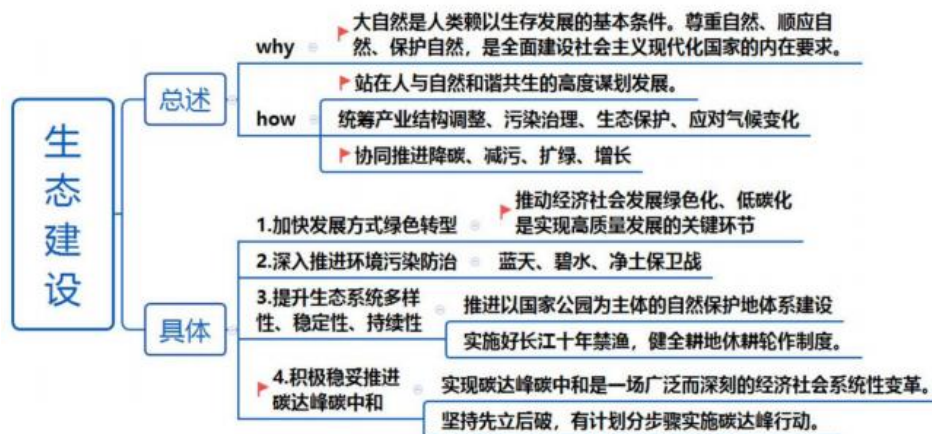 生态建设
总述
why
大自然是人类赖以生存发展的基本条件。尊重自然、顺应自
然、保护自然，是全面建设社会主义现代化国家的内在要求。
how
站在人与自然和谐共生的高度谋划发展。
统筹产业结构调整、污染治理、生态保护、应对气候变化
协同推进降碳、减污、扩绿、增长
具体
1.加快发展方式绿色转型
推动经济社会发展绿色化、低碳化
是实现高质量发展的关键环节
2.深入推进环境污染防治
蓝天、碧水、净土保卫战
3.提升生态系统多样
性、稳定性、持续性
推进以国家公园为主体的自然保护地体系建设
实施好长江十年禁渔，健全耕地休耕轮作制度。
4.积极稳妥推进
碳达峰碳中和
实现碳达峰碳中和是一场广泛而深刻的经济社会系统性变革。
坚持先立后破，有计划分步骤实施碳达峰行动。